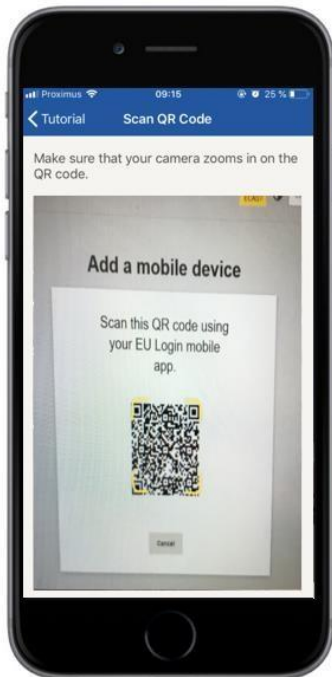 Proximus 09:15 25 %
Tutorial Scan QR Code
Make sure that your camera zooms in on the
QR code.
ECAS?
Add a mobile device
Scan this QR code using
your EU Login mobile
app.
Cancel